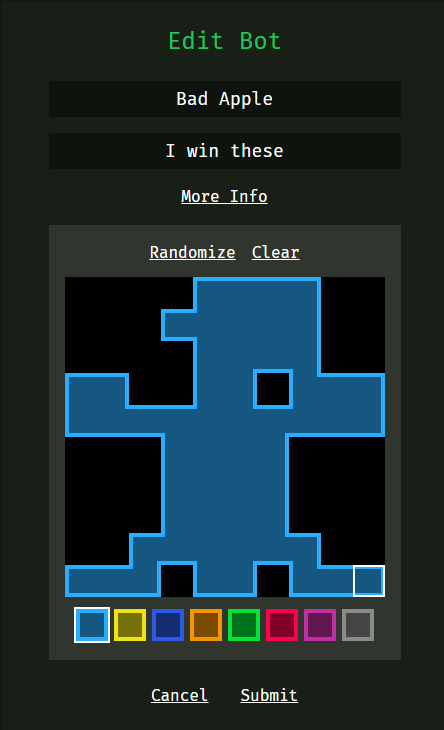 Edit Bot
Bad Apple
I win these
More Info
Randomize Clear
Cancel Submit